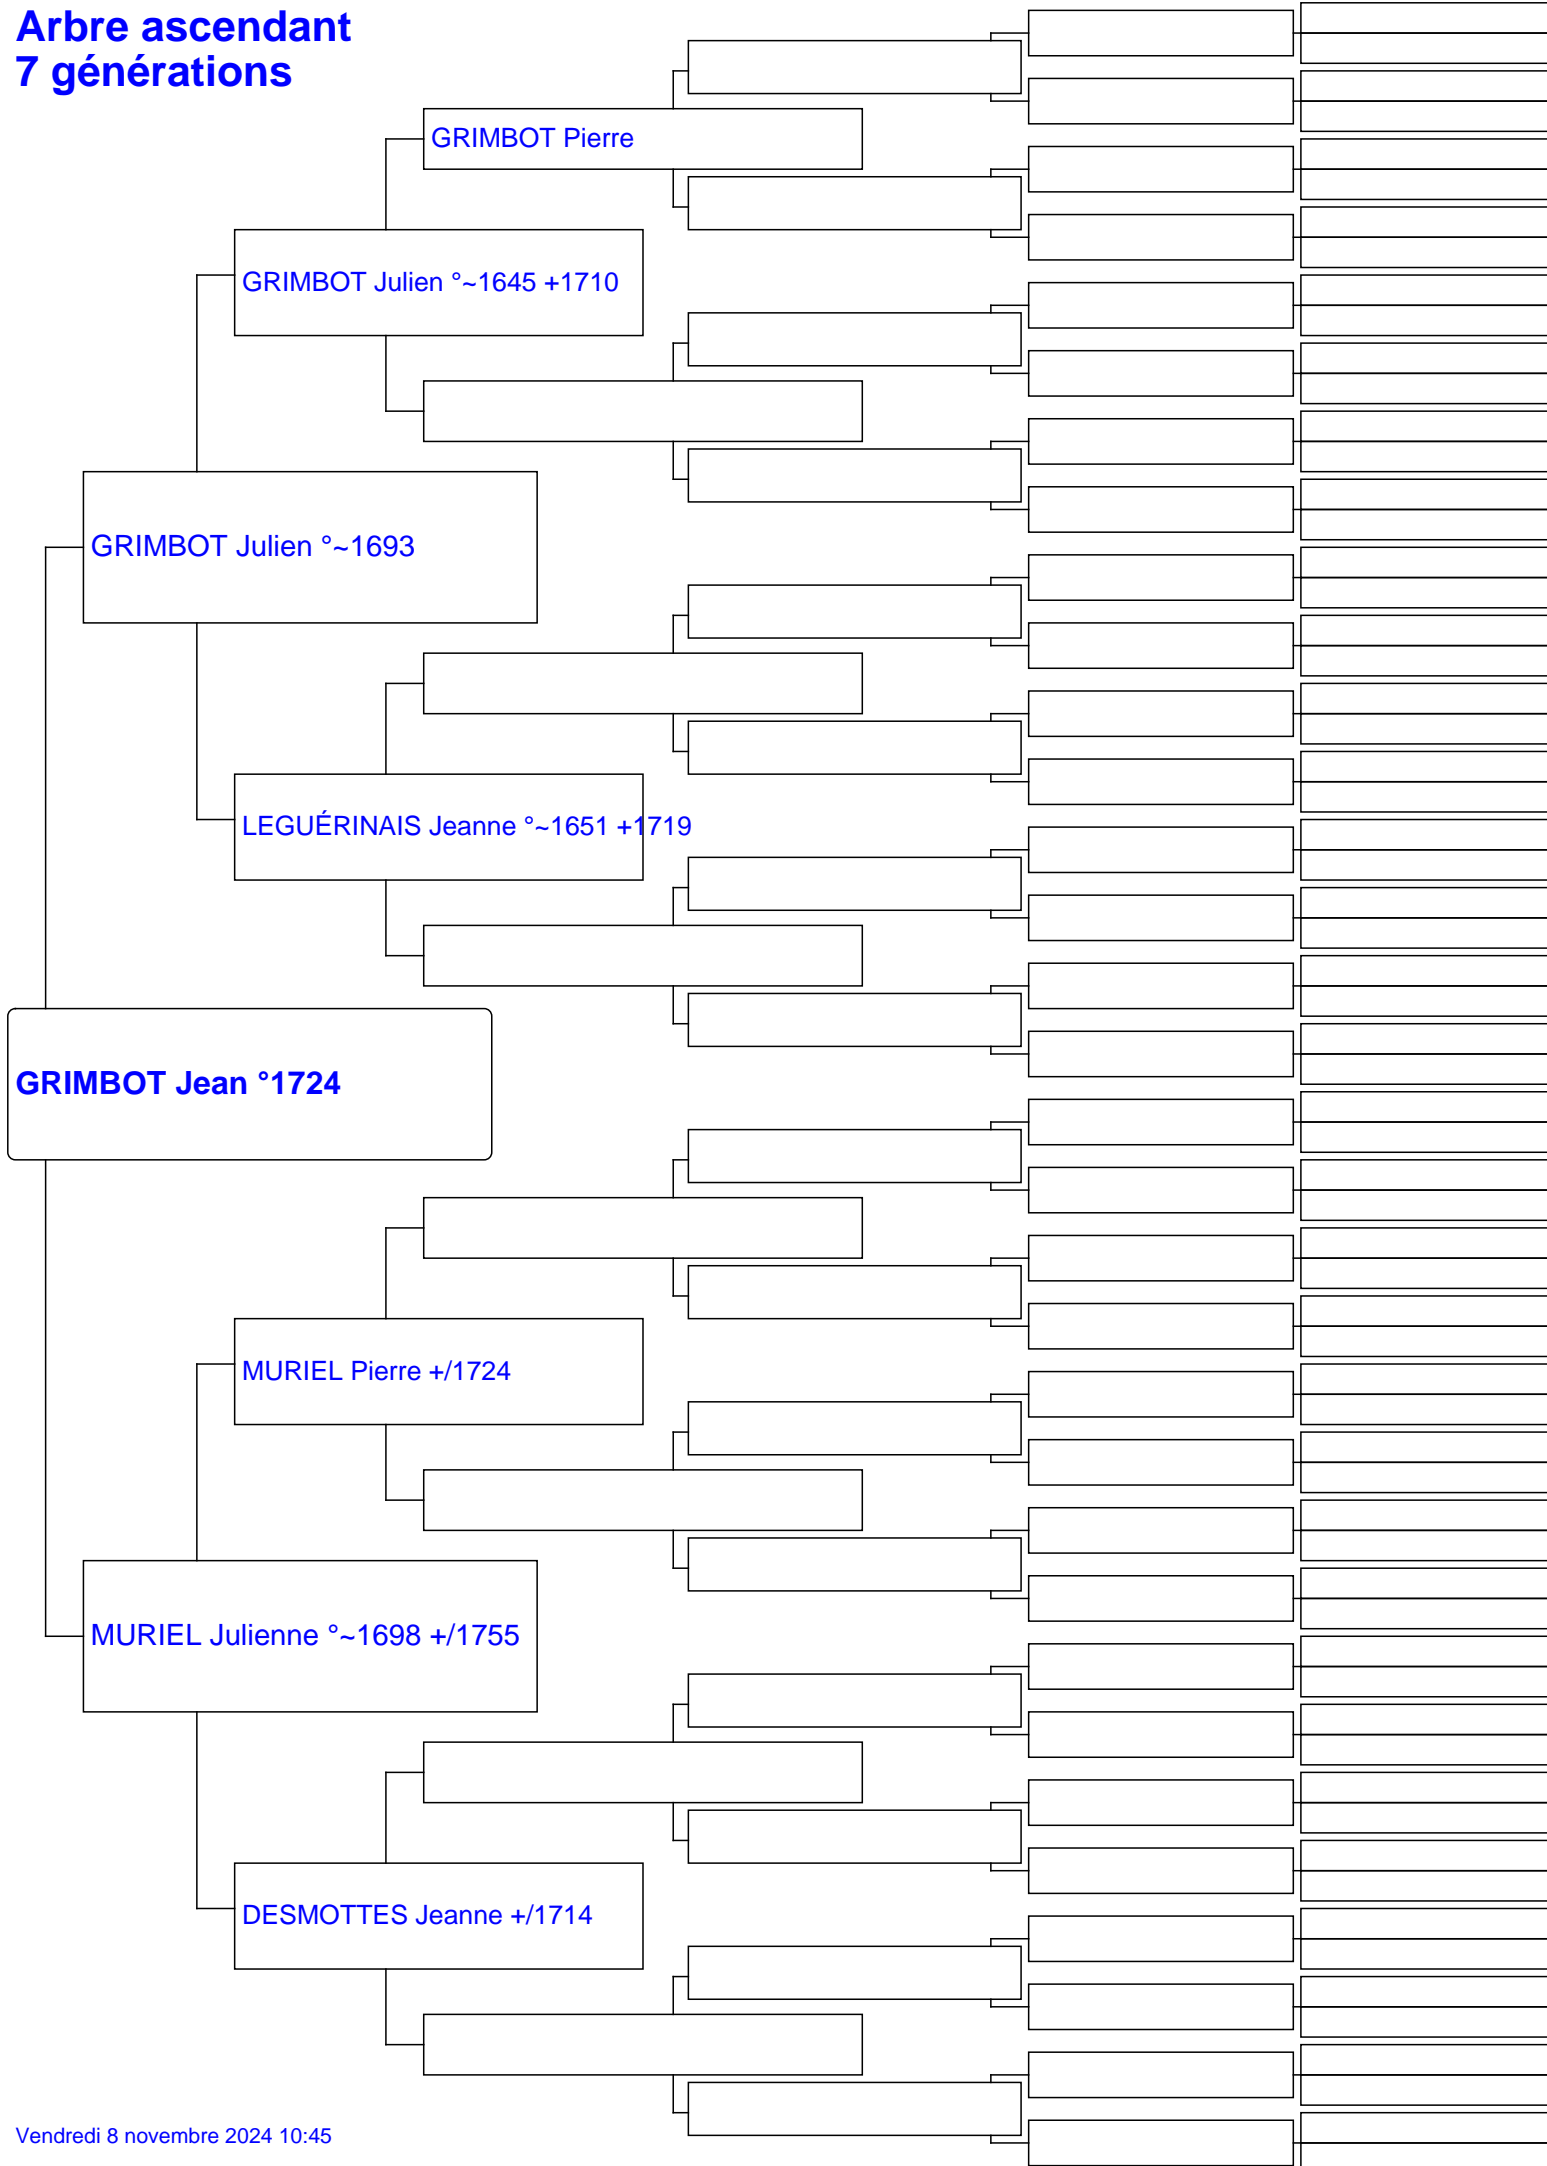 Arbre ascendant
7 générations
GRIMBOT Pierre
GRIMBOT Julien °~1645 +1710
GRIMBOT Julien °~1693
LEGUÉRINAIS Jeanne °~1651 +1719
GRIMBOT Jean °1724
MURIEL Pierre +/1724
MURIEL Julienne °~1698 +/1755
DESMOTTES Jeanne +/1714
Vendredi 8 novembre 2024 10:45